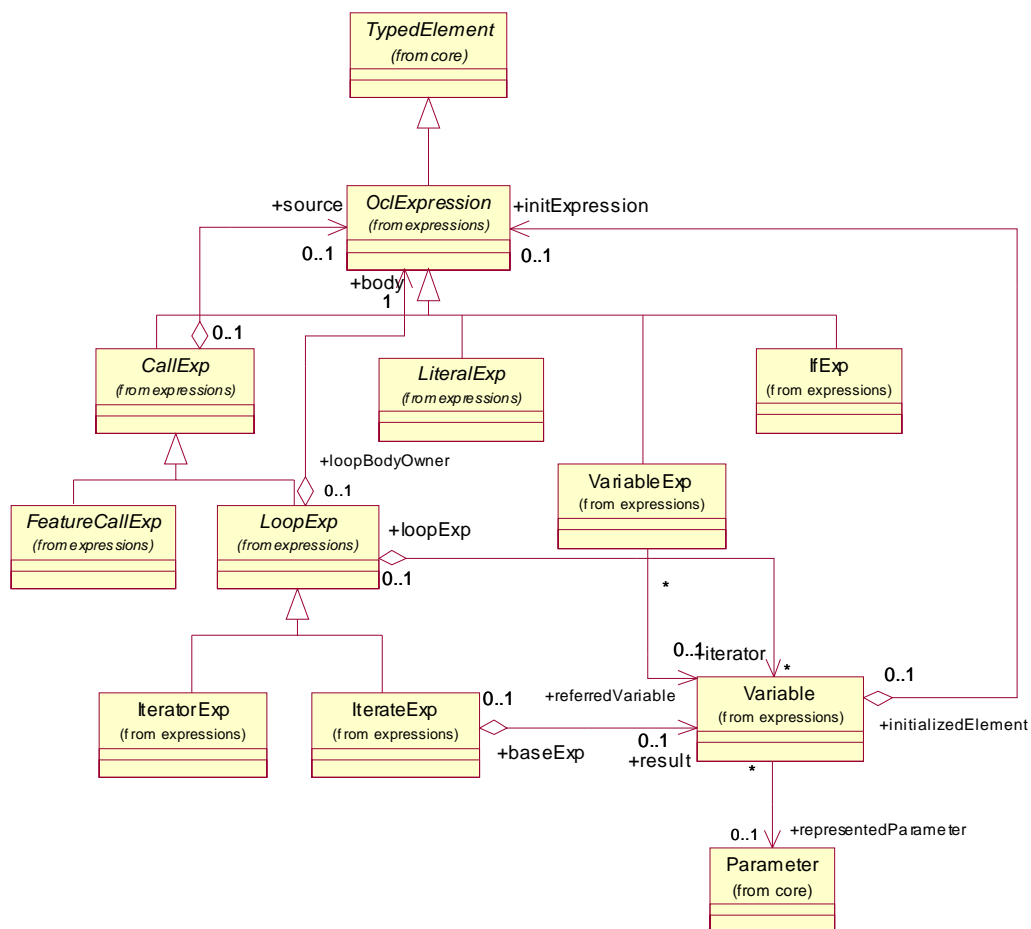 TypedElement
(from core)
+source
OclExpression
(from expressions)
+initExpression
0..1
0..1
+body
1
0..1
CallExp
(from expressions)
LiteralExp
(from expressions)
IfExp
(from expressions)
+loopBodyOwner
0..1
VariableExp
(from expressions)
FeatureCallExp
(from expressions)
LoopExp
(from expressions)
+loopExp
0..1
*
0..1
+iterator
*
IteratorExp
(from expressions)
IterateExp
(from expressions)
0..1
+baseExp
+referredVariable
0..1
+result
Variable
(from expressions)
0..1
+initializedElement
*
0..1
+representedParameter
Parameter
(from core)